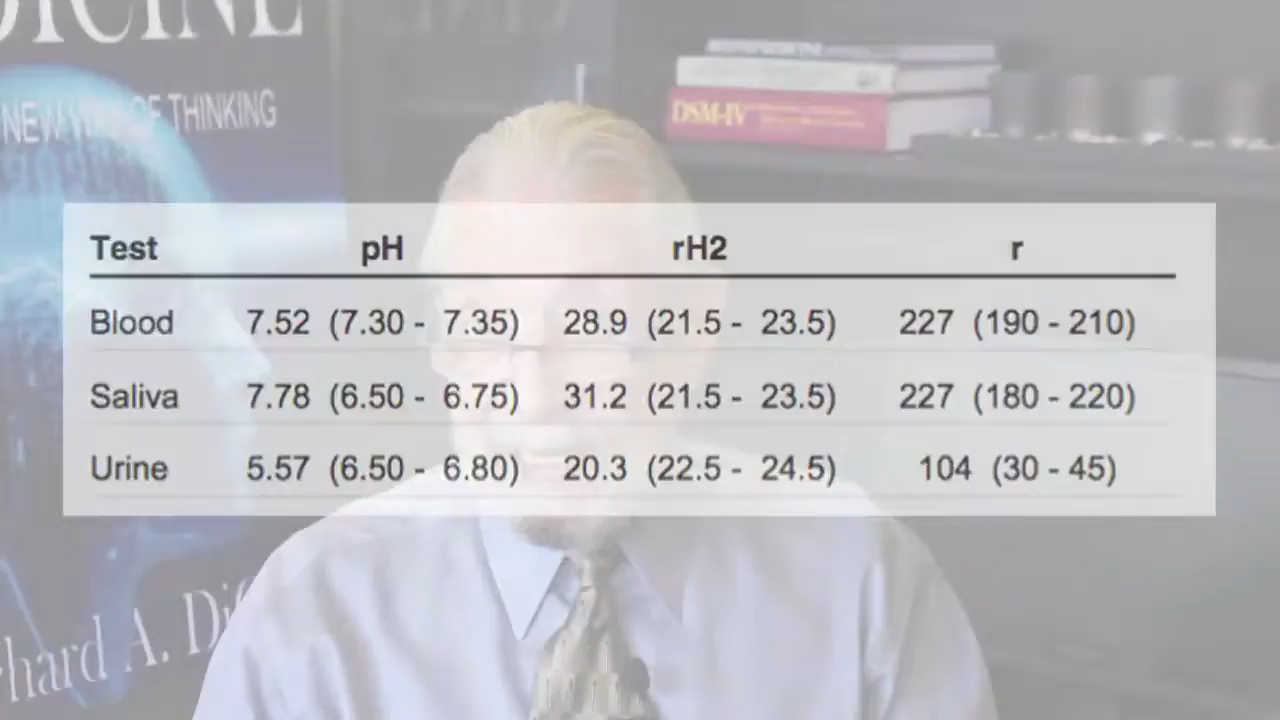 DICINE
NEW WAY OF THINKING
DSM-IV
Test pH rH2 r
Blood 7.52 (7.30 - 7.35) 28.9 (21.5 - 23.5) 227 (190 - 210)
Saliva 7.78 (6.50 - 6.75) 31.2 (21.5 - 23.5) 227 (180 - 220)
Urine 5.57 (6.50 - 6.80) 20.3 (22.5 - 24.5) 104 (30 - 45)
hard A. Di